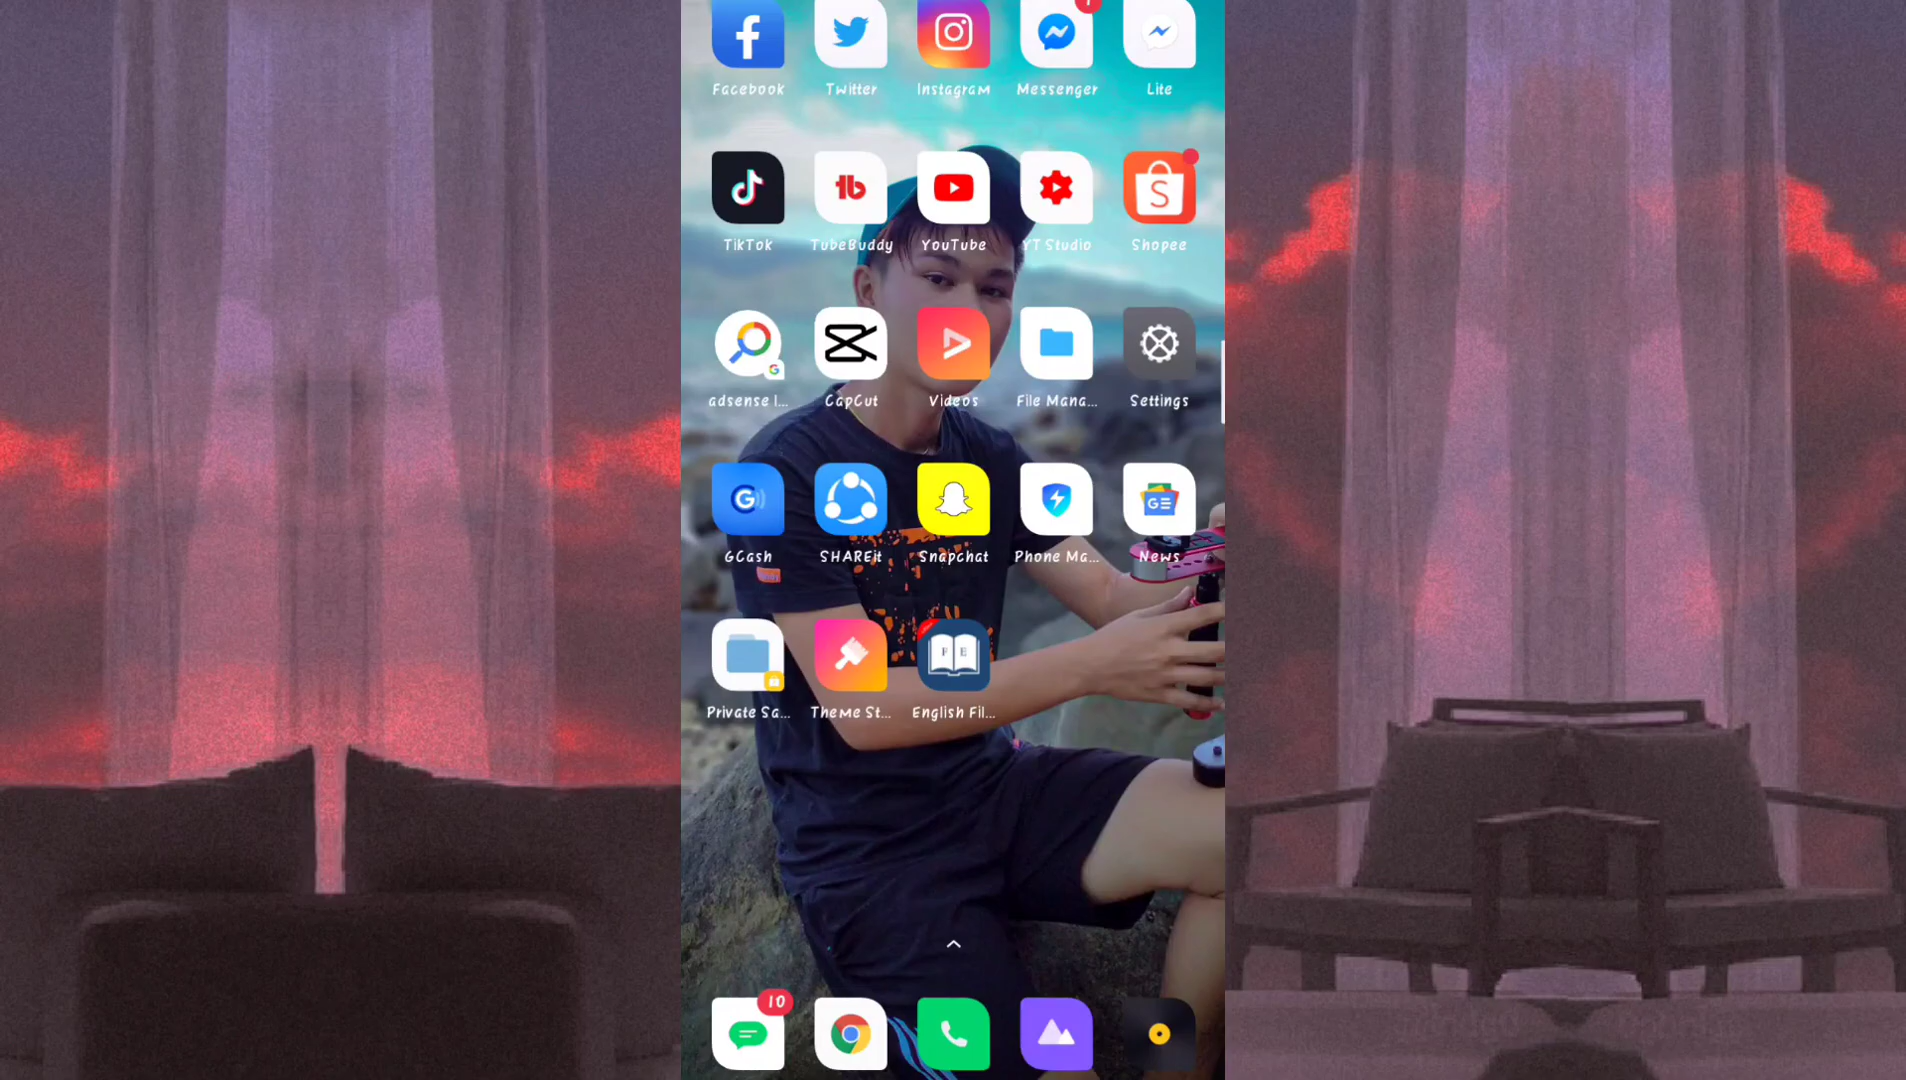 Facebook Twitter Instagram Messenger Lite
TikTok TubeBuddy YouTube YT Studio Shopee
adsense l... CapCut Videos File Mana... Settings
GCash SHAREit Snapchat Phone Ma... News
F E
Private Sa... Theme St... English Fil...
10